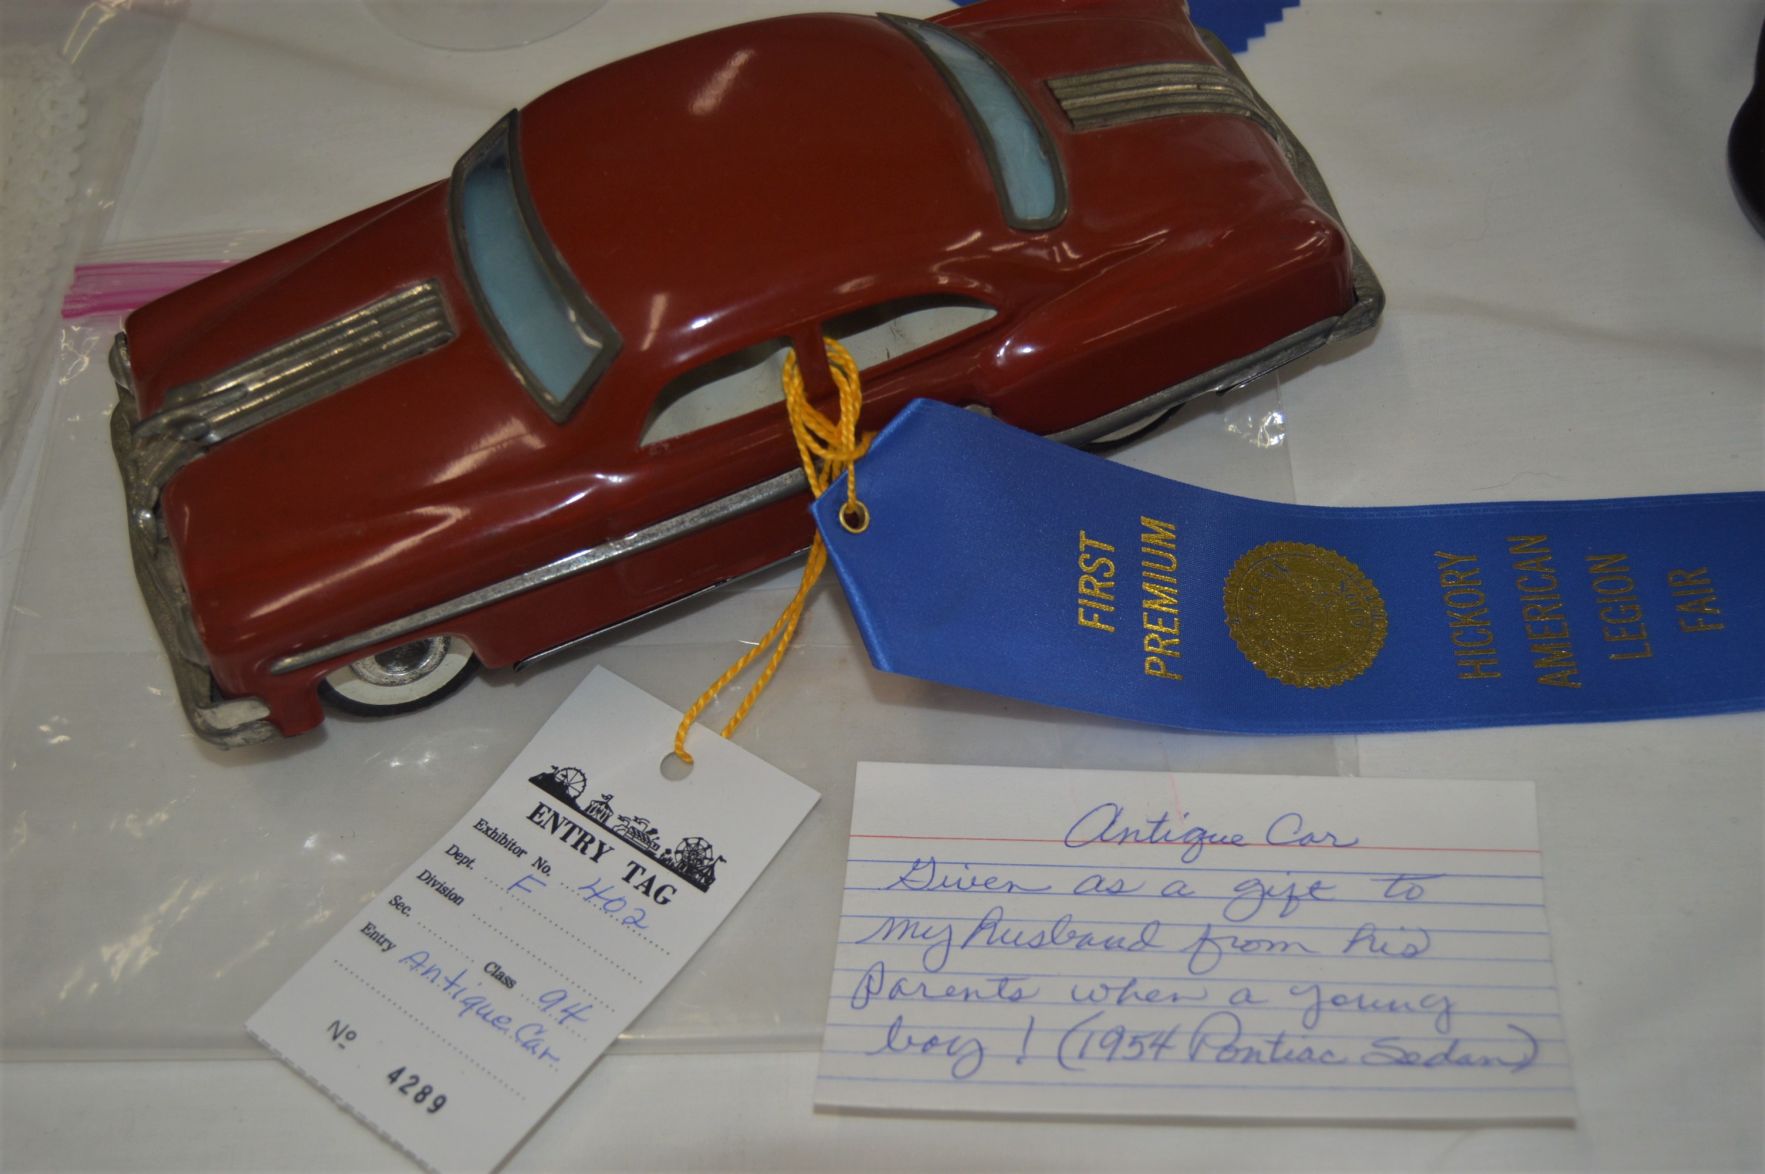 FIRST
PREMIUM
HICKORY
AMERICAN
LEGION
FAIR
ENTRY TAG
Exhibitor No. 402
Dept. F
Division
Sec. Class 94
Entry Antique Car
No 4289
Antique Car
Given as a gift to
my husband from his
Parents when a young
boy! (1954 Pontiac Sedan)